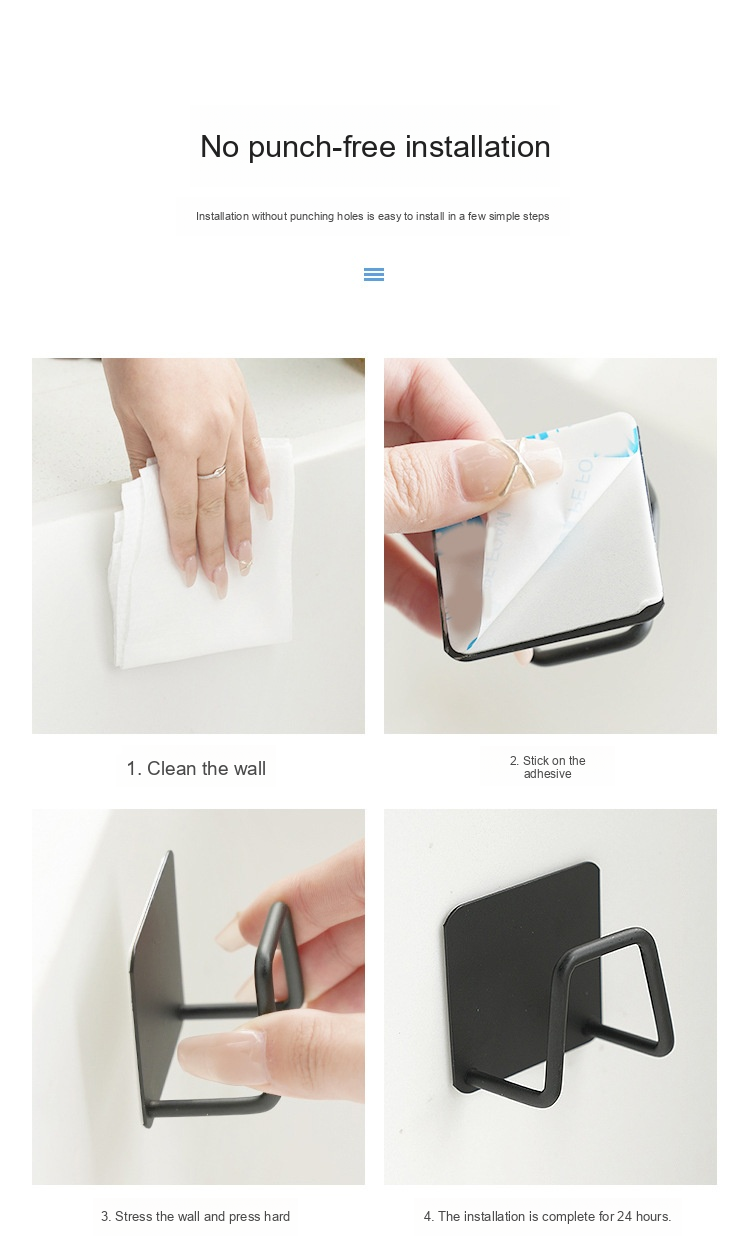 No punch-free installation
Installation without punching holes is easy to install in a few simple steps
1. Clean the wall
2. Stick on the
adhesive
3. Stress the wall and press hard
4. The installation is complete for 24 hours.